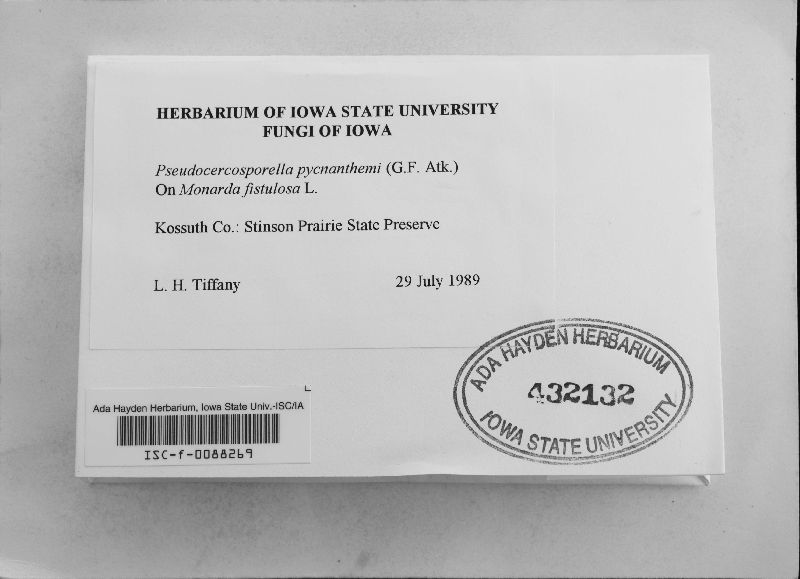 HERBARIUM OF IOWA STATE UNIVERSITY
FUNGI OF IOWA
Pseudocercosporella pycnanthemi (G.F. Atk.)
On Monarda fistulosa L.
Kossuth Co.: Stinson Prairie State Preserve
L. H. Tiffany 29 July 1989
ADA HAYDEN HERBARIUM
432132
IOWA STATE UNIVERSITY
Ada Hayden Herbarium, Iowa State Univ.-ISC/IA
ISC-f-0088269